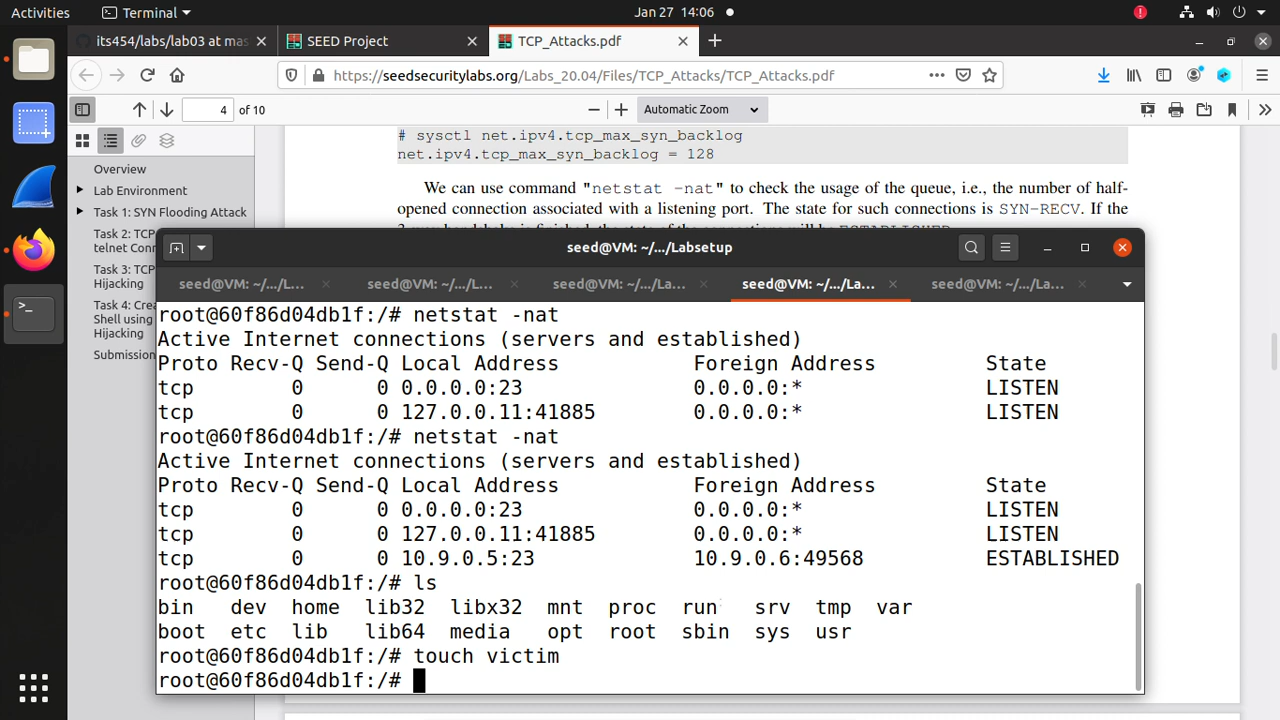 Activities Terminal Jan 27 14:06
its454/labs/lab03 at mas SEED Project TCP_Attacks.pdf
https://seedsecuritylabs.org/Labs_20.04/Files/TCP_Attacks/TCP_Attacks.pdf
4 of 10 Automatic Zoom
Overview
Lab Environment
Task 1: SYN Flooding Attack
Task 2: TCP
telnet Conn
Task 3: TCP
Hijacking
Task 4: Crea
Shell using
Hijacking
Submission
# sysctl net.ipv4.tcp_max_syn_backlog
net.ipv4.tcp_max_syn_backlog = 128
We can use command "netstat -nat" to check the usage of the queue, i.e., the number of half-
opened connection associated with a listening port. The state for such connections is SYN-RECV. If the
seed@VM: ~/.../Labsetup
seed@VM: ~/.../L... seed@VM: ~/.../L... seed@VM: ~/.../La... seed@VM: ~/.../La... seed@VM: ~/.../La...
root@60f86d04db1f:/# netstat -nat
Active Internet connections (servers and established)
Proto Recv-Q Send-Q Local Address Foreign Address State
tcp 0 0 0.0.0.0:23 0.0.0.0:* LISTEN
tcp 0 0 127.0.0.11:41885 0.0.0.0:* LISTEN
root@60f86d04db1f:/# netstat -nat
Active Internet connections (servers and established)
Proto Recv-Q Send-Q Local Address Foreign Address State
tcp 0 0 0.0.0.0:23 0.0.0.0:* LISTEN
tcp 0 0 127.0.0.11:41885 0.0.0.0:* LISTEN
tcp 0 0 10.9.0.5:23 10.9.0.6:49568 ESTABLISHED
root@60f86d04db1f:/# ls
bin dev home lib32 libx32 mnt proc run srv tmp var
boot etc lib lib64 media opt root sbin sys usr
root@60f86d04db1f:/# touch victim
root@60f86d04db1f:/#